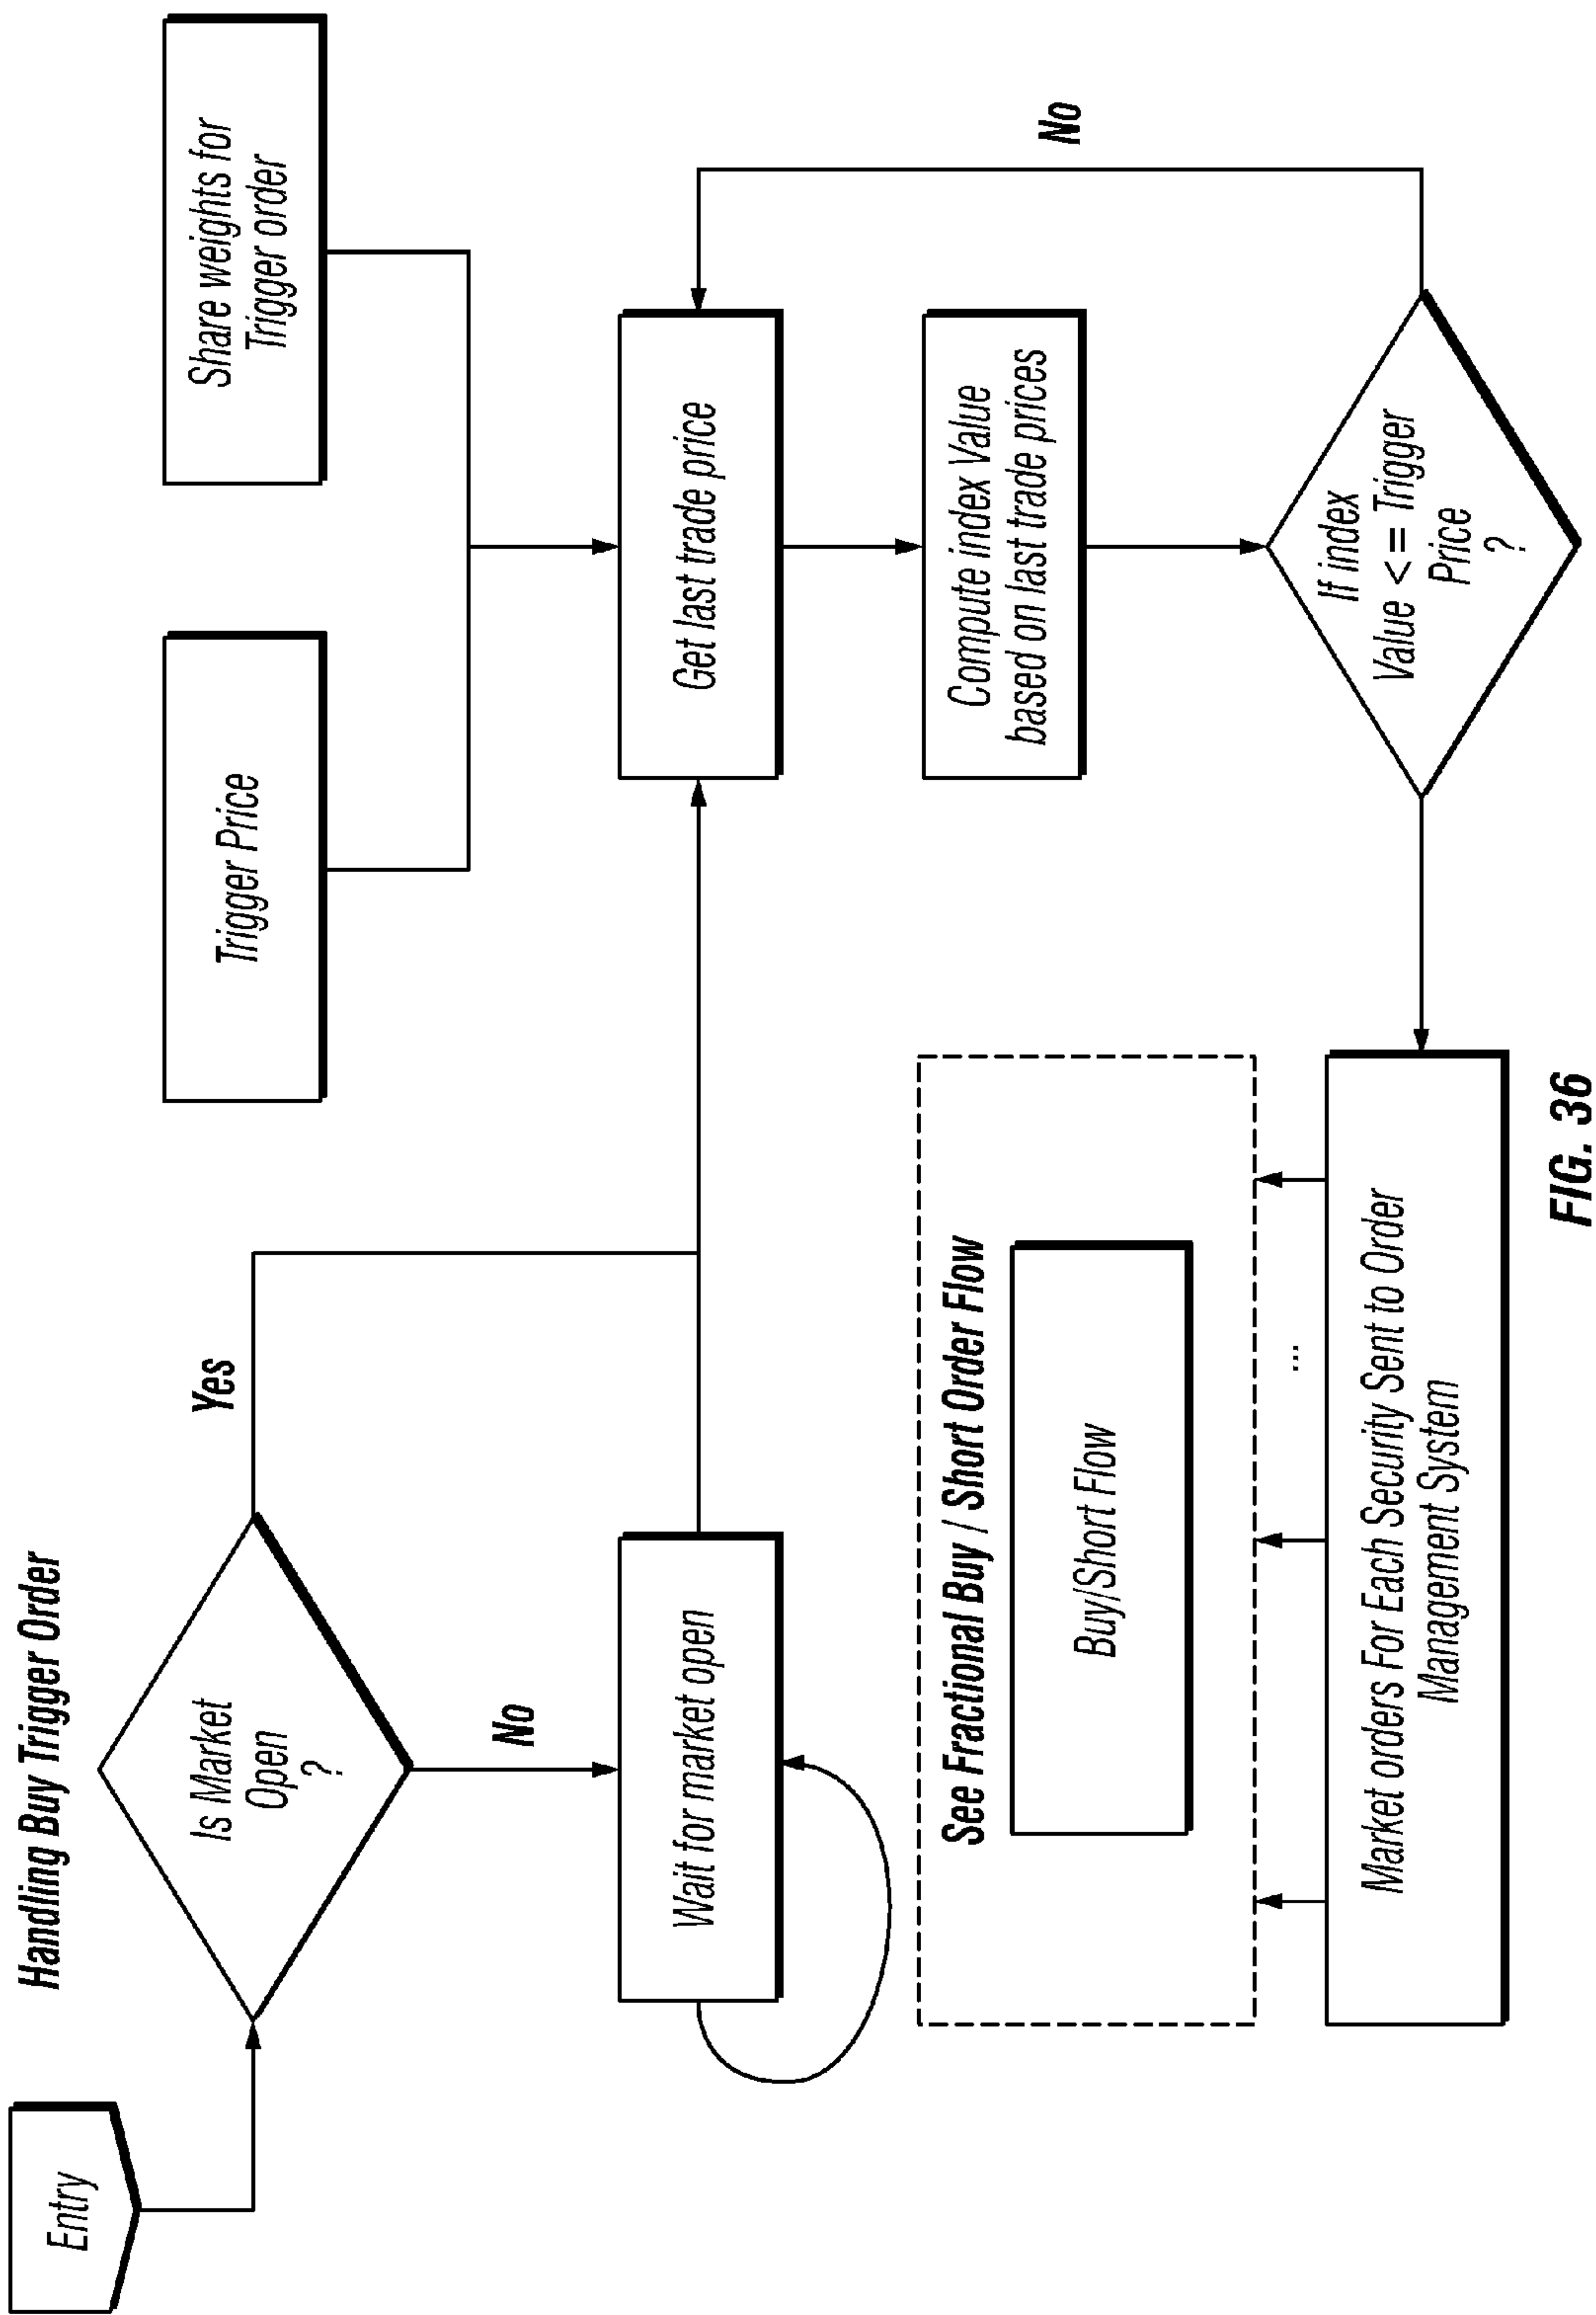 Handling Buy Trigger Order
Entry
Is Market
Open
?
Yes
No
Wait for market open
Trigger Price
Share weights for
Trigger order
Get last trade price
Compute index Value
based on last trade prices
If index
Value <= Trigger
Price
?
No
See Fractional Buy / Short Order Flow
Buy/Short Flow
...
Market orders For Each Security Sent to Order
Management System
FIG. 36